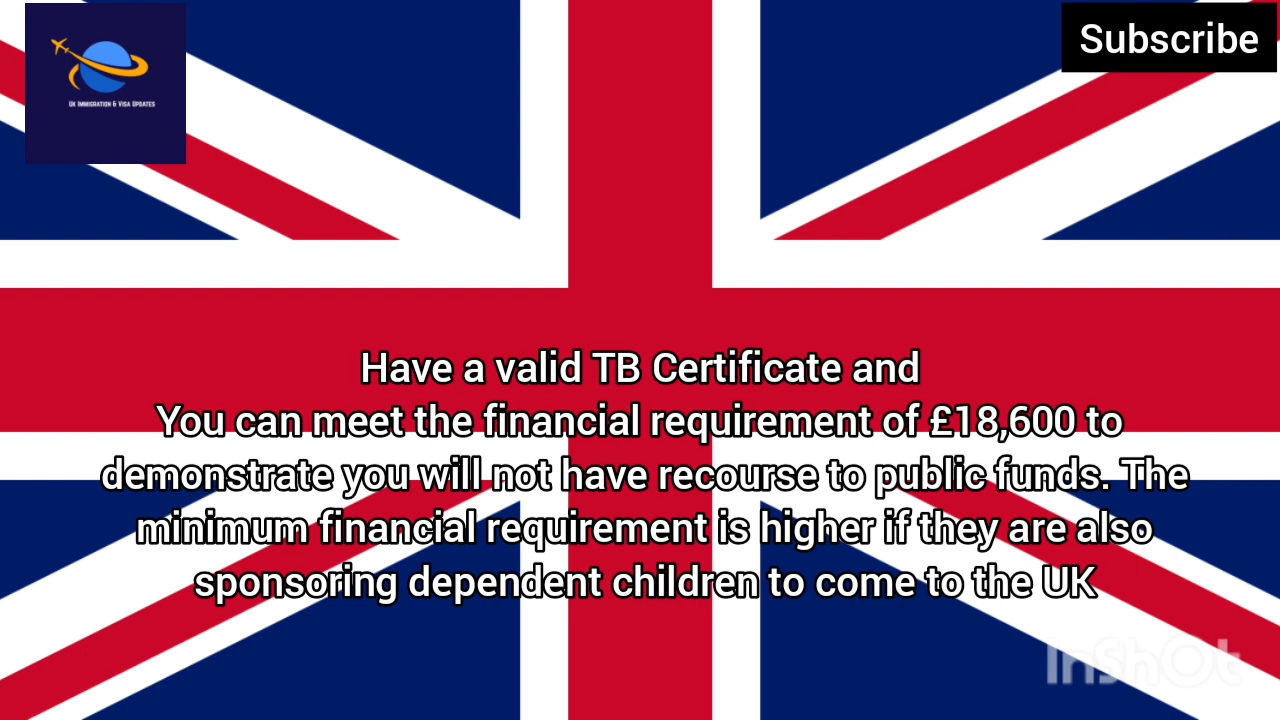 UK Immigration & Visa Updates
Subscribe
Have a valid TB Certificate and
You can meet the financial requirement of £18,600 to
demonstrate you will not have recourse to public funds. The
minimum financial requirement is higher if they are also
sponsoring dependent children to come to the UK
InShOt